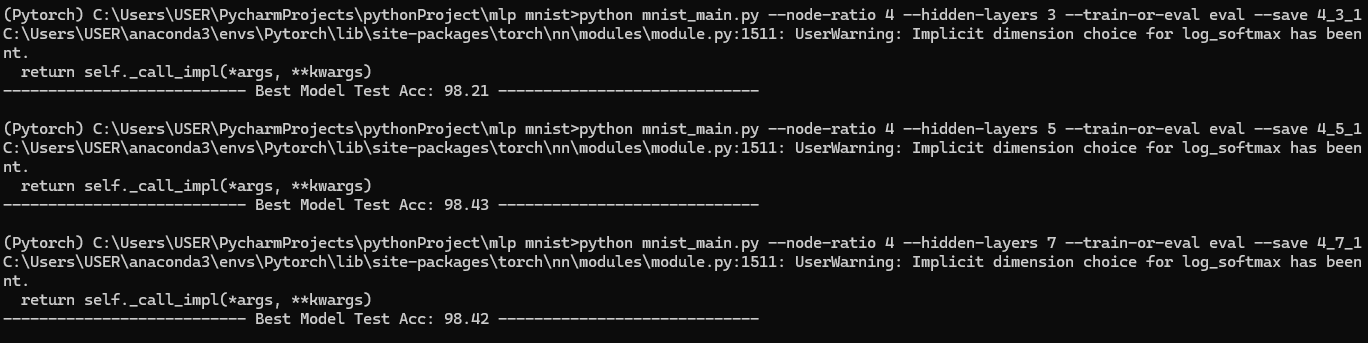 (Pytorch) C:\Users\USER\PycharmProjects\pythonProject\mlp mnist>python mnist_main.py --node-ratio 4 --hidden-layers 3 --train-or-eval eval --save 4_3_1
C:\Users\USER\anaconda3\envs\Pytorch\lib\site-packages\torch\nn\modules\module.py:1511: UserWarning: Implicit dimension choice for log_softmax has been
nt.
  return self._call_impl(*args, **kwargs)
--------------------------- Best Model Test Acc: 98.21 -----------------------------
(Pytorch) C:\Users\USER\PycharmProjects\pythonProject\mlp mnist>python mnist_main.py --node-ratio 4 --hidden-layers 5 --train-or-eval eval --save 4_5_1
C:\Users\USER\anaconda3\envs\Pytorch\lib\site-packages\torch\nn\modules\module.py:1511: UserWarning: Implicit dimension choice for log_softmax has been
nt.
  return self._call_impl(*args, **kwargs)
--------------------------- Best Model Test Acc: 98.43 -----------------------------
(Pytorch) C:\Users\USER\PycharmProjects\pythonProject\mlp mnist>python mnist_main.py --node-ratio 4 --hidden-layers 7 --train-or-eval eval --save 4_7_1
C:\Users\USER\anaconda3\envs\Pytorch\lib\site-packages\torch\nn\modules\module.py:1511: UserWarning: Implicit dimension choice for log_softmax has been
nt.
  return self._call_impl(*args, **kwargs)
--------------------------- Best Model Test Acc: 98.42 -----------------------------